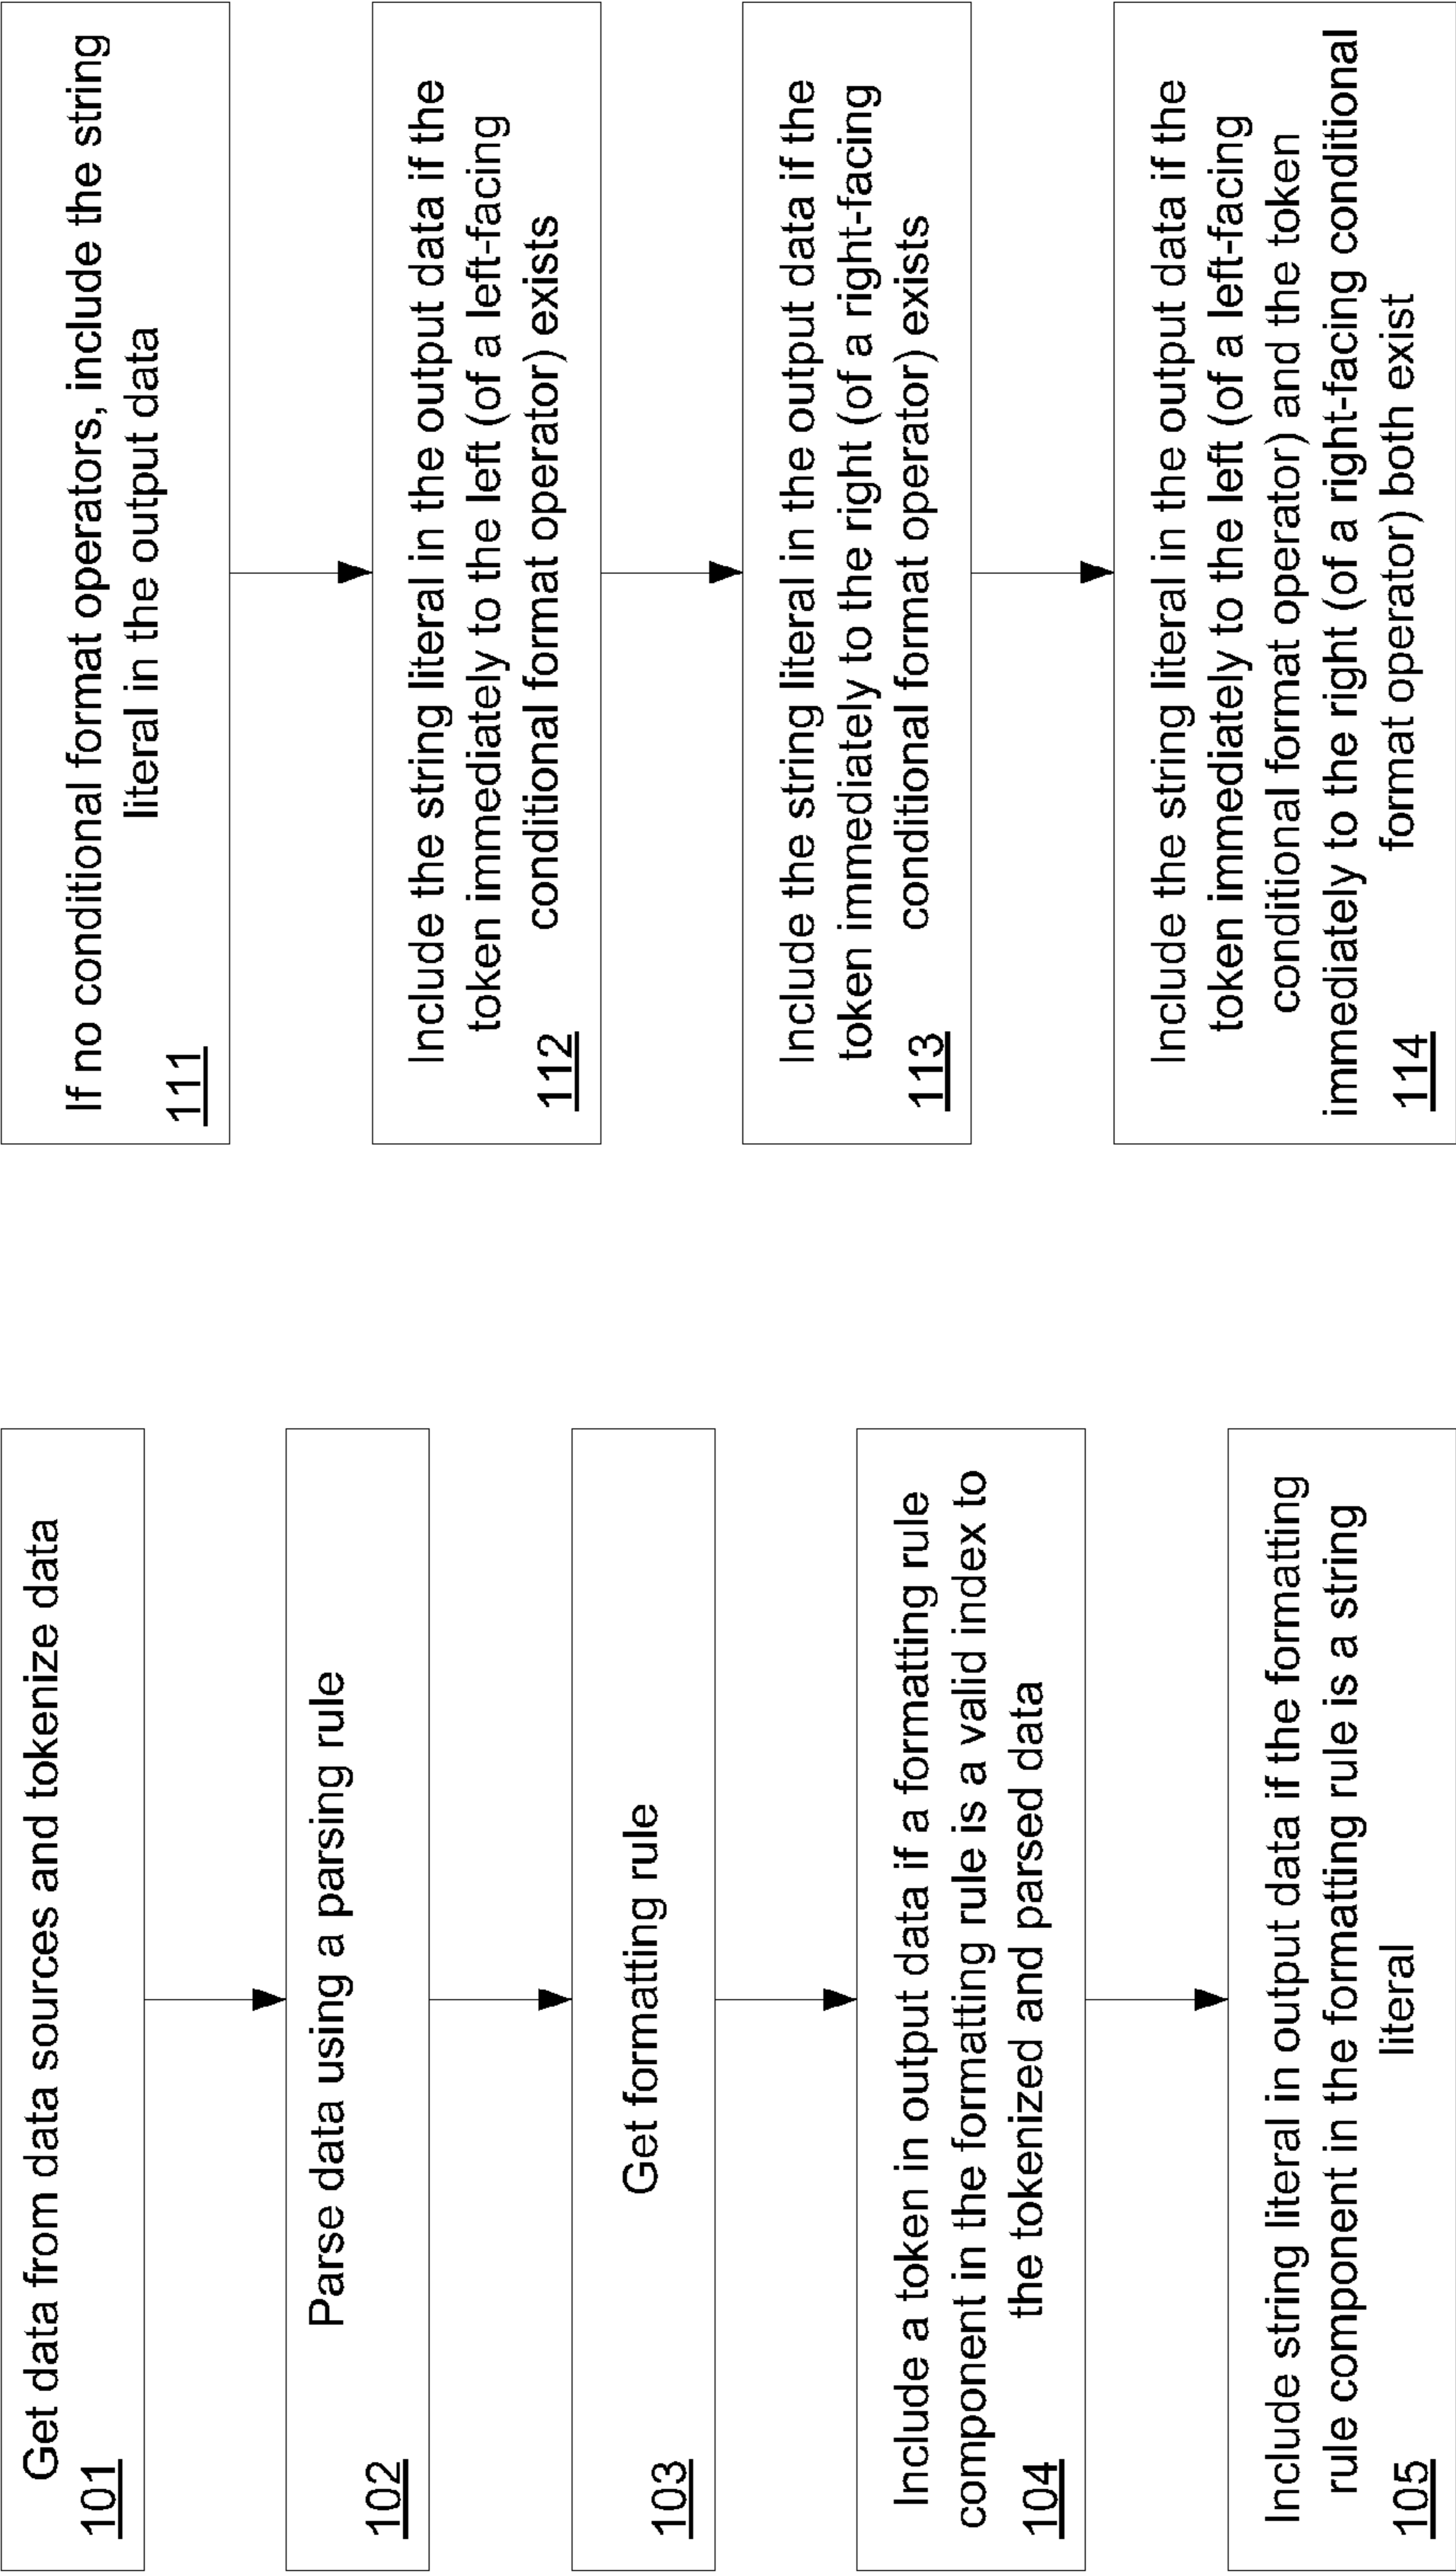 Get data from data sources and tokenize data
101
Parse data using a parsing rule
102
Get formatting rule
103
Include a token in output data if a formatting rule
component in the formatting rule is a valid index to
the tokenized and parsed data
104
Include string literal in output data if the formatting
rule component in the formatting rule is a string
literal
105
If no conditional format operators, include the string
literal in the output data
111
Include the string literal in the output data if the
token immediately to the left (of a left-facing
conditional format operator) exists
112
Include the string literal in the output data if the
token immediately to the right (of a right-facing
conditional format operator) exists
113
Include the string literal in the output data if the
token immediately to the left (of a left-facing
conditional format operator) and the token
immediately to the right (of a right-facing conditional
format operator) both exist
114